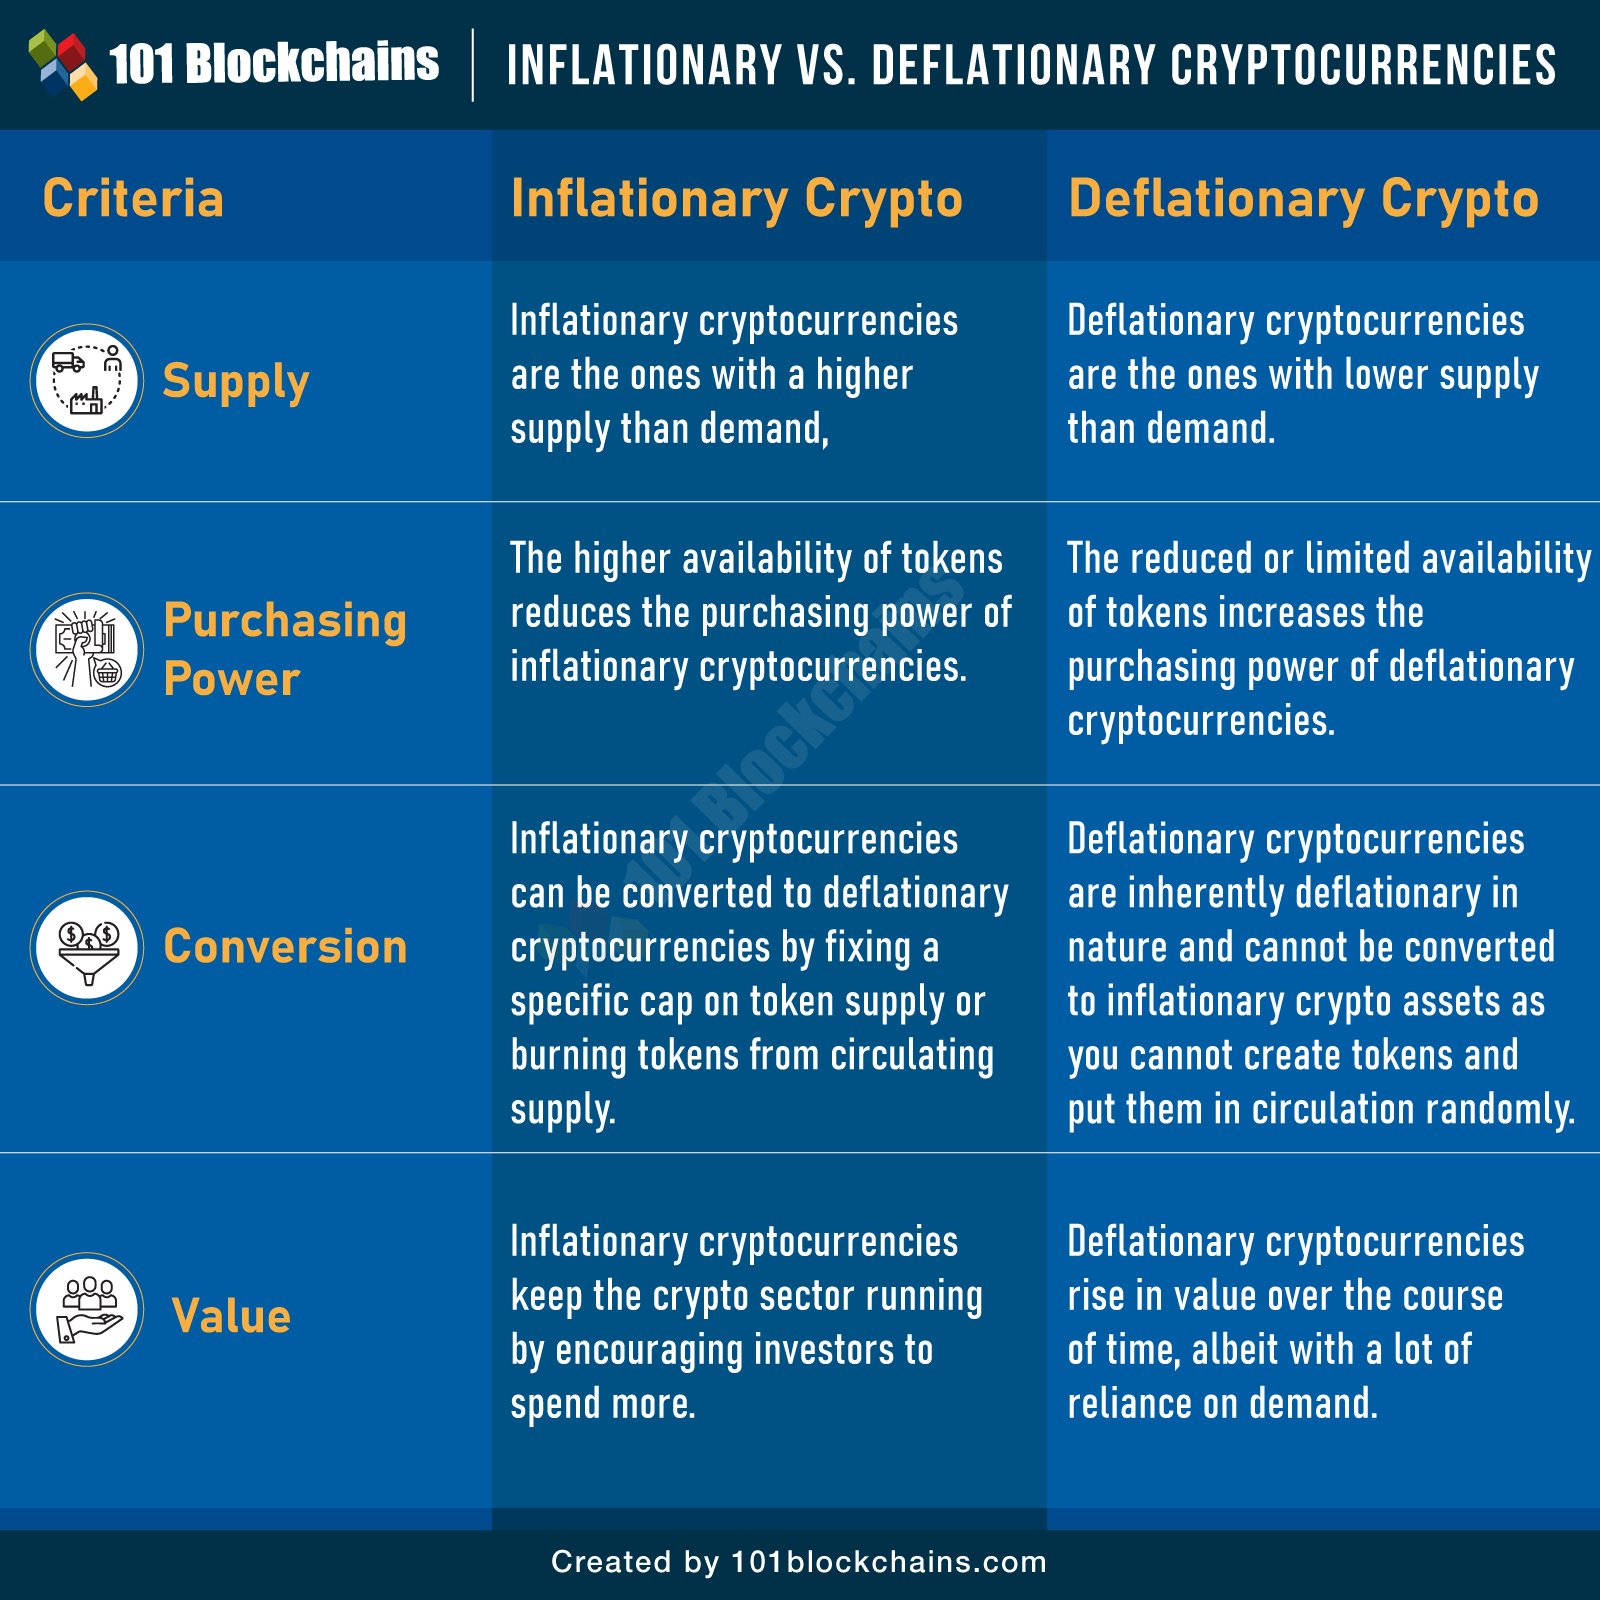 101 Blockchains
INFLATIONARY VS. DEFLATIONARY CRYPTOCURRENCIES
Criteria
Inflationary Crypto
Deflationary Crypto
Supply
Inflationary cryptocurrencies
are the ones with a higher
supply than demand,
Deflationary cryptocurrencies
are the ones with lower supply
than demand.
Purchasing
Power
The higher availability of tokens
reduces the purchasing power of
inflationary cryptocurrencies.
The reduced or limited availability
of tokens increases the
purchasing power of deflationary
cryptocurrencies.
Conversion
Inflationary cryptocurrencies
can be converted to deflationary
cryptocurrencies by fixing a
specific cap on token supply or
burning tokens from circulating
supply.
Deflationary cryptocurrencies
are inherently deflationary in
nature and cannot be converted
to inflationary crypto assets as
you cannot create tokens and
put them in circulation randomly.
Value
Inflationary cryptocurrencies
keep the crypto sector running
by encouraging investors to
spend more.
Deflationary cryptocurrencies
rise in value over the course
of time, albeit with a lot of
reliance on demand.
101 Blockchains
Created by 101blockchains.com